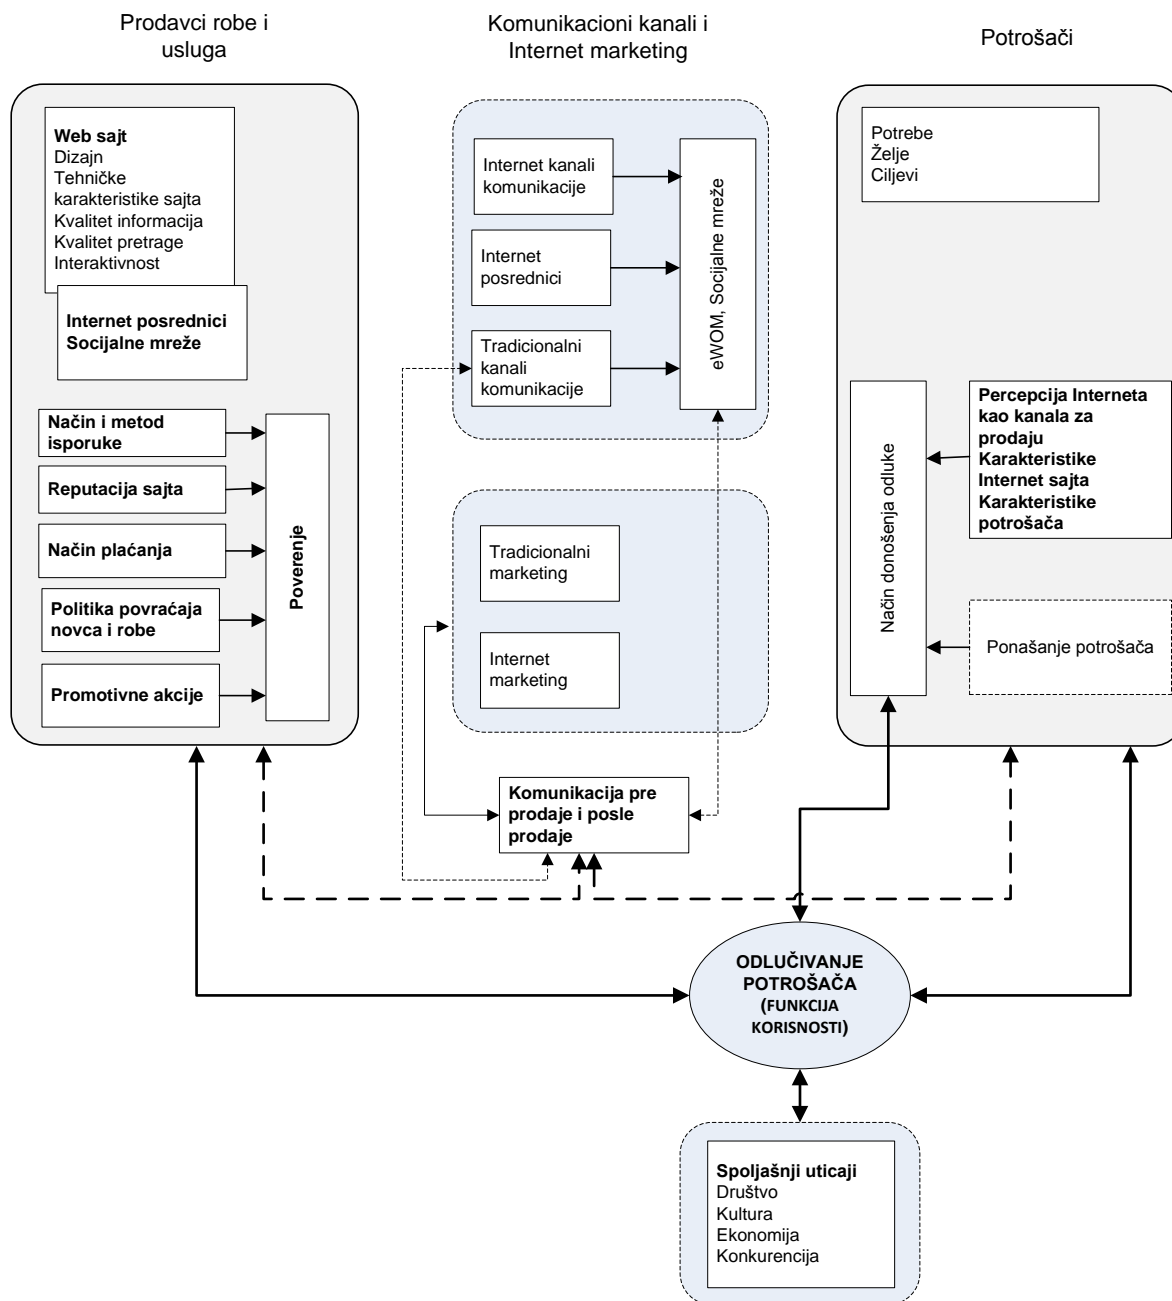 Prodavci robe i
usluga
Komunikacioni kanali i
Internet marketing
Potrošači
Web sajt
Dizajn
Tehničke
karakteristike sajta
Kvalitet informacija
Kvalitet pretrage
Interaktivnost
Internet posrednici
Socijalne mreže
Način i metod
isporuke
Reputacija sajta
Način plaćanja
Politika povraćaja
novca i robe
Promotivne akcije
Poverenje
Internet kanali
komunikacije
Internet
posrednici
Tradicionalni
kanali
komunikacije
eWOM, Socijalne mreže
Tradicionalni
marketing
Internet
marketing
Komunikacija pre
prodaje i posle
prodaje
Potrebe
Želje
Ciljevi
Način donošenja odluke
Percepcija Interneta
kao kanala za
prodaju
Karakteristike
Internet sajta
Karakteristike
potrošača
Ponašanje potrošača
ODLUČIVANJE
POTROŠAČA
(FUNKCIJA
KORISNOSTI)
Spoljašnji uticaji
Društvo
Kultura
Ekonomija
Konkurencija